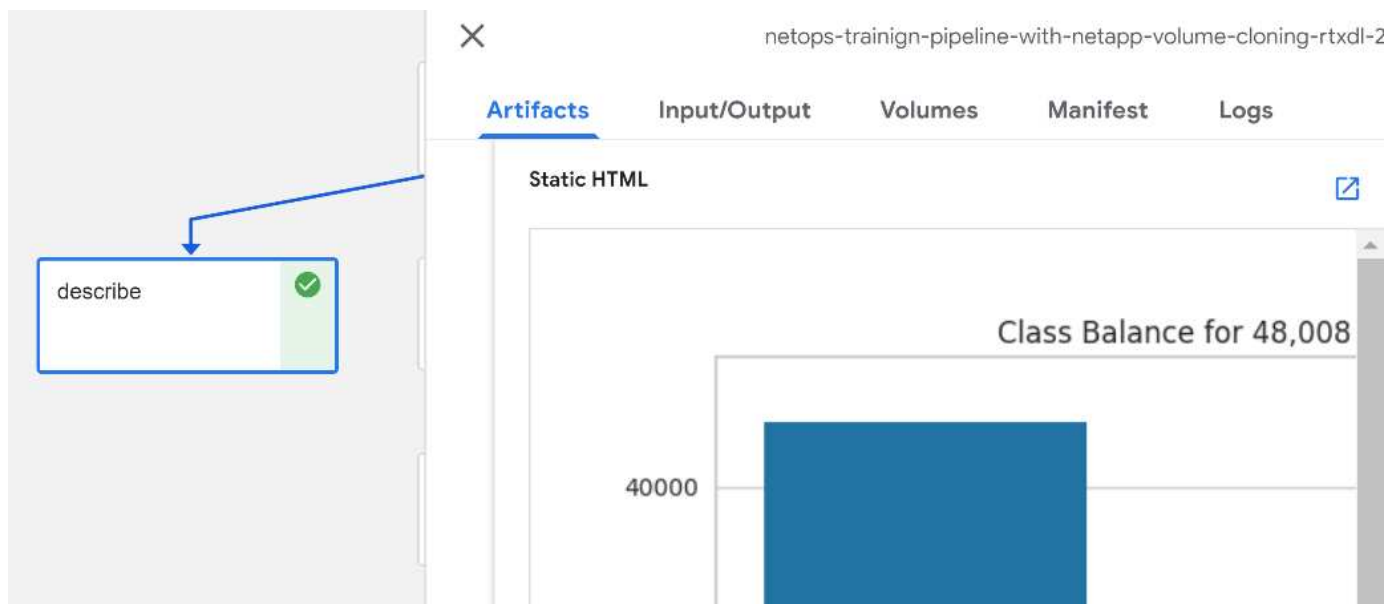 netops-trainign-pipeline-with-netapp-volume-cloning-rtxdl-2
Artifacts Input/Output Volumes Manifest Logs
Static HTML
describe
Class Balance for 48,008
40000